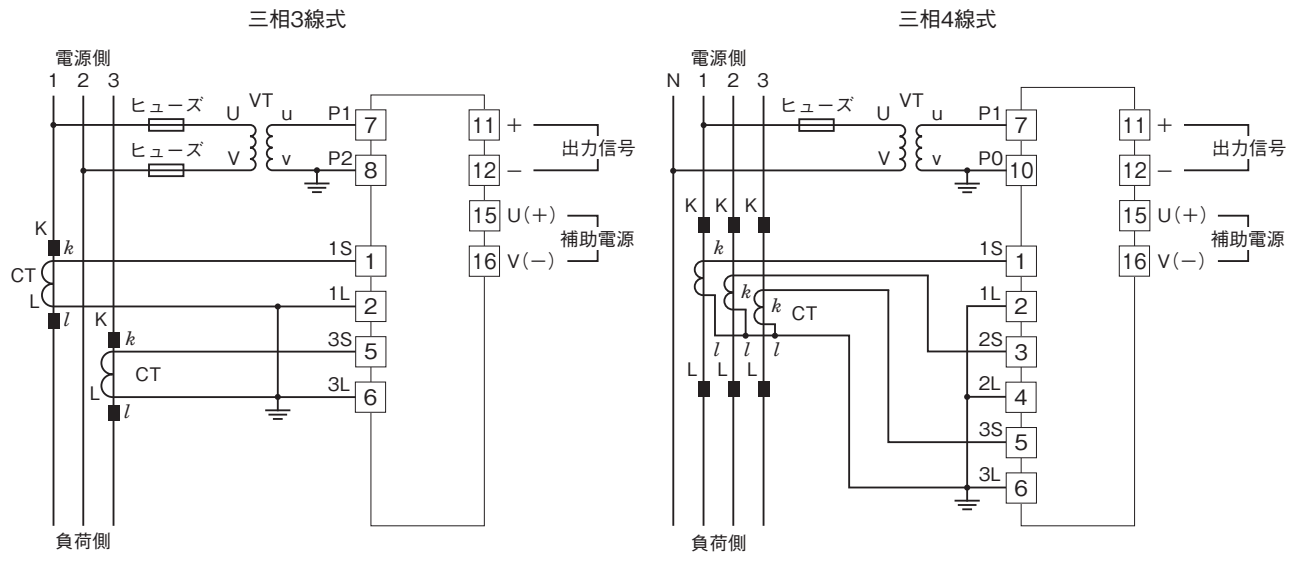 三相3線式
電源側
1 2 3
ヒューズ
U VT u P1 7
ヒューズ
V v P2 8
K
k
CT
L
l
1S 1
1L 2
K
k
CT
L
l
3S 5
3L 6
負荷側
11 +
12 −
出力信号
15 U(+)
16 V(−)
補助電源
三相4線式
電源側
N 1 2 3
ヒューズ
U VT u P1 7
V v P0 10
K K K
k
k
k CT
l l l
L L L
1S 1
1L 2
2S 3
2L 4
3S 5
3L 6
負荷側
11 +
12 −
出力信号
15 U(+)
16 V(−)
補助電源